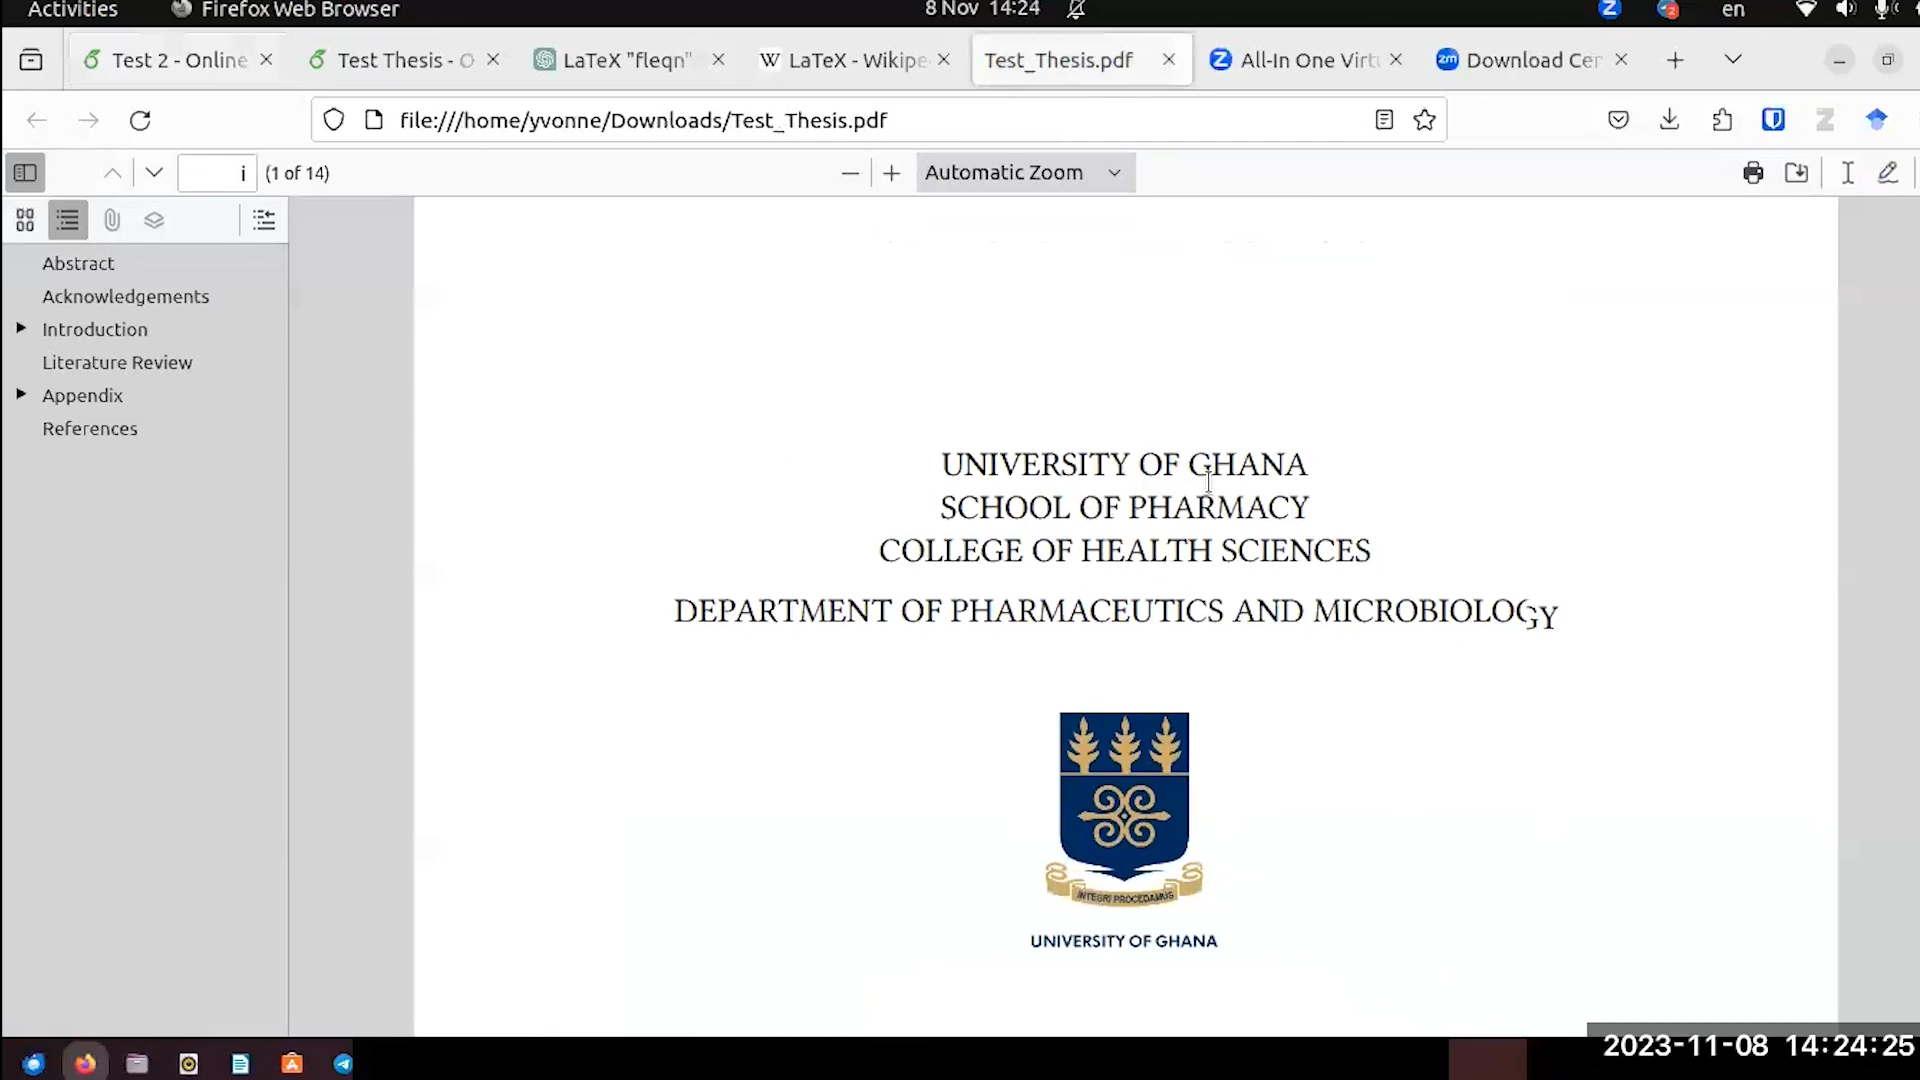 Activities Firefox Web Browser 8 Nov 14:24 en
Test 2 - Online Test Thesis - O LaTeX "fleqn" LaTeX - Wikipe Test_Thesis.pdf All-In One Virtu Download Cen
file:///home/yvonne/Downloads/Test_Thesis.pdf
i (1 of 14) Automatic Zoom
Abstract
Acknowledgements
Introduction
Literature Review
Appendix
References
UNIVERSITY OF GHANA
SCHOOL OF PHARMACY
COLLEGE OF HEALTH SCIENCES
DEPARTMENT OF PHARMACEUTICS AND MICROBIOLOGY
INTEGRI PROCEDAMUS
UNIVERSITY OF GHANA
2023-11-08 14:24:25